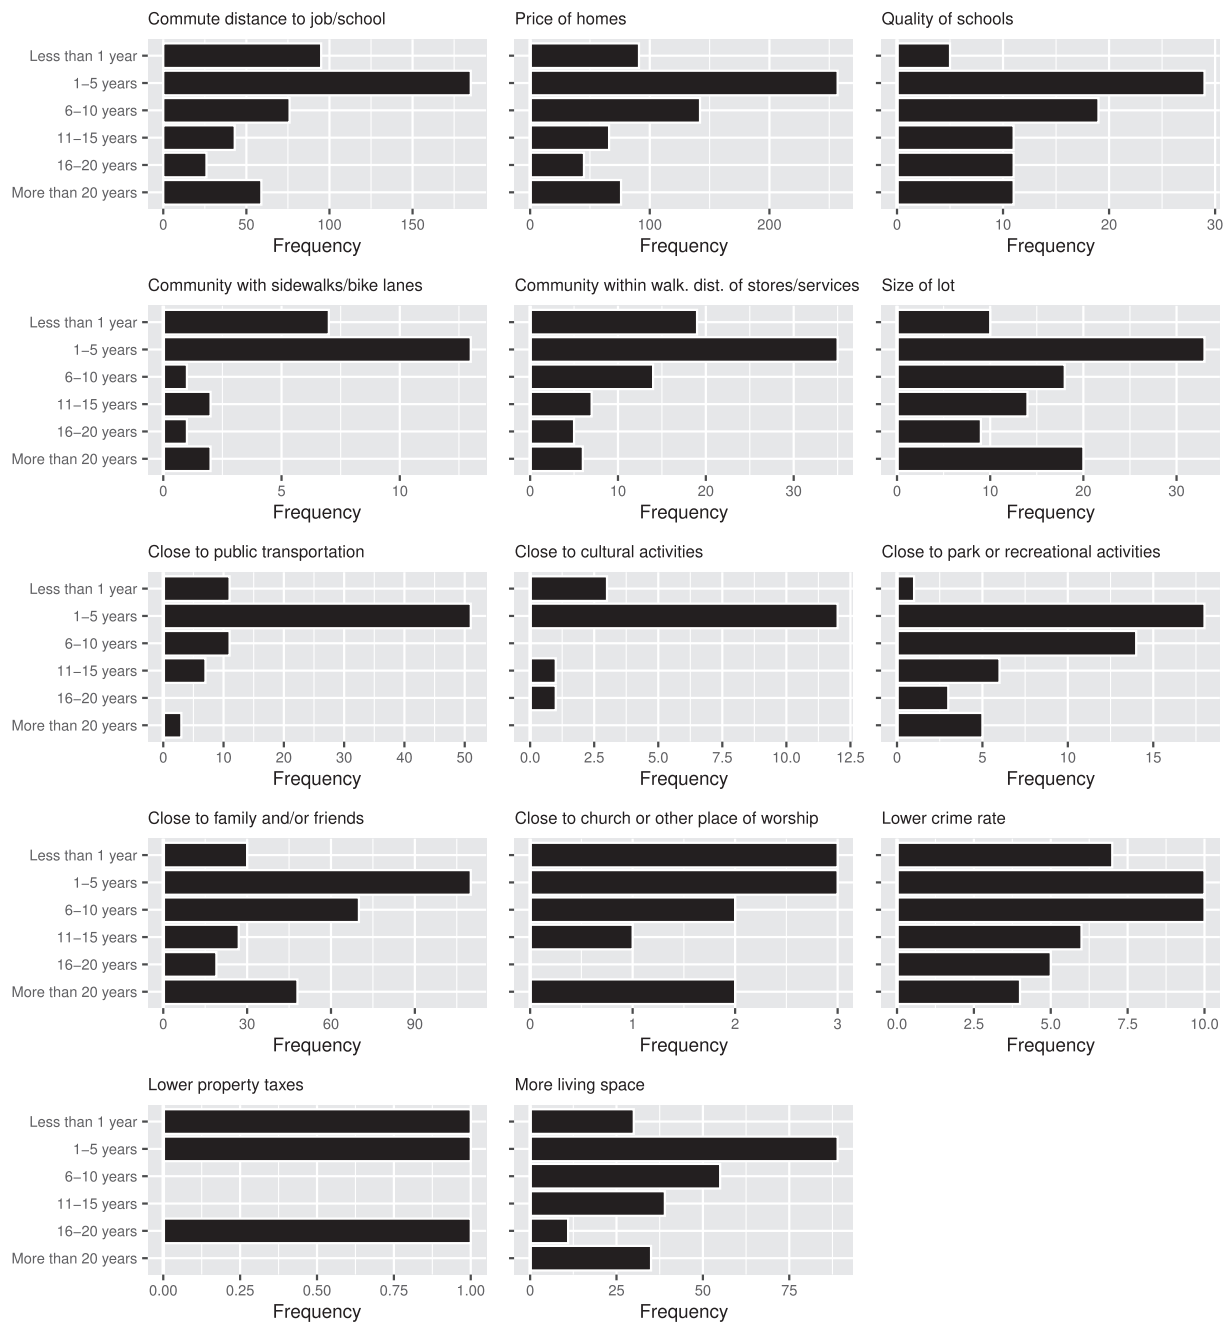 Commute distance to job/school
Price of homes
Quality of schools
Less than 1 year
1–5 years
6–10 years
11–15 years
16–20 years
More than 20 years
0 50 100 150
0 100 200
0 10 20 30
Frequency
Frequency
Frequency
Community with sidewalks/bike lanes
Community within walk. dist. of stores/services
Size of lot
Less than 1 year
1–5 years
6–10 years
11–15 years
16–20 years
More than 20 years
0 5 10
0 10 20 30
0 10 20 30
Frequency
Frequency
Frequency
Close to public transportation
Close to cultural activities
Close to park or recreational activities
Less than 1 year
1–5 years
6–10 years
11–15 years
16–20 years
More than 20 years
0 10 20 30 40 50
0.0 2.5 5.0 7.5 10.0 12.5
0 5 10 15
Frequency
Frequency
Frequency
Close to family and/or friends
Close to church or other place of worship
Lower crime rate
Less than 1 year
1–5 years
6–10 years
11–15 years
16–20 years
More than 20 years
0 30 60 90
0 1 2 3
0.0 2.5 5.0 7.5 10.0
Frequency
Frequency
Frequency
Lower property taxes
More living space
Less than 1 year
1–5 years
6–10 years
11–15 years
16–20 years
More than 20 years
0.00 0.25 0.50 0.75 1.00
0 25 50 75
Frequency
Frequency